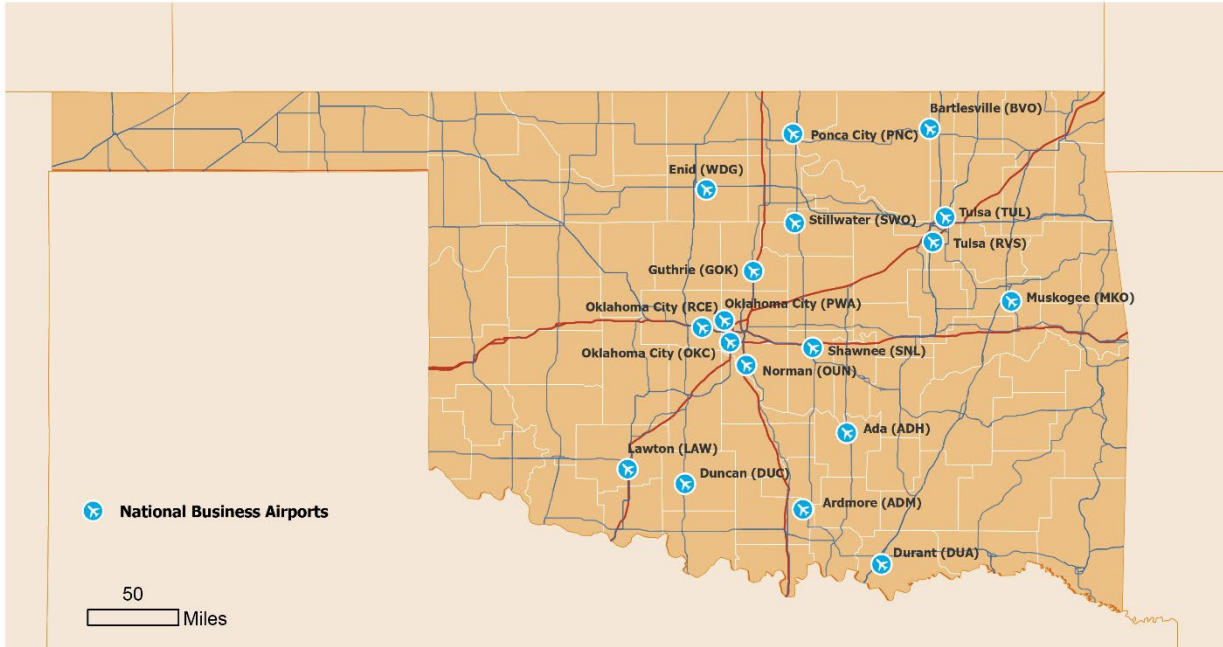 Bartlesville (BVO)
Ponca City (PNC)
Enid (WDG)
Tulsa (TUL)
Stillwater (SWO)
Tulsa (RVS)
Guthrie (GOK)
Muskogee (MKO)
Oklahoma City (RCE)
Oklahoma City (PWA)
Oklahoma City (OKC)
Shawnee (SNL)
Norman (OUN)
Ada (ADH)
Lawton (LAW)
Duncan (DUC)
Ardmore (ADM)
National Business Airports
Durant (DUA)
50
Miles